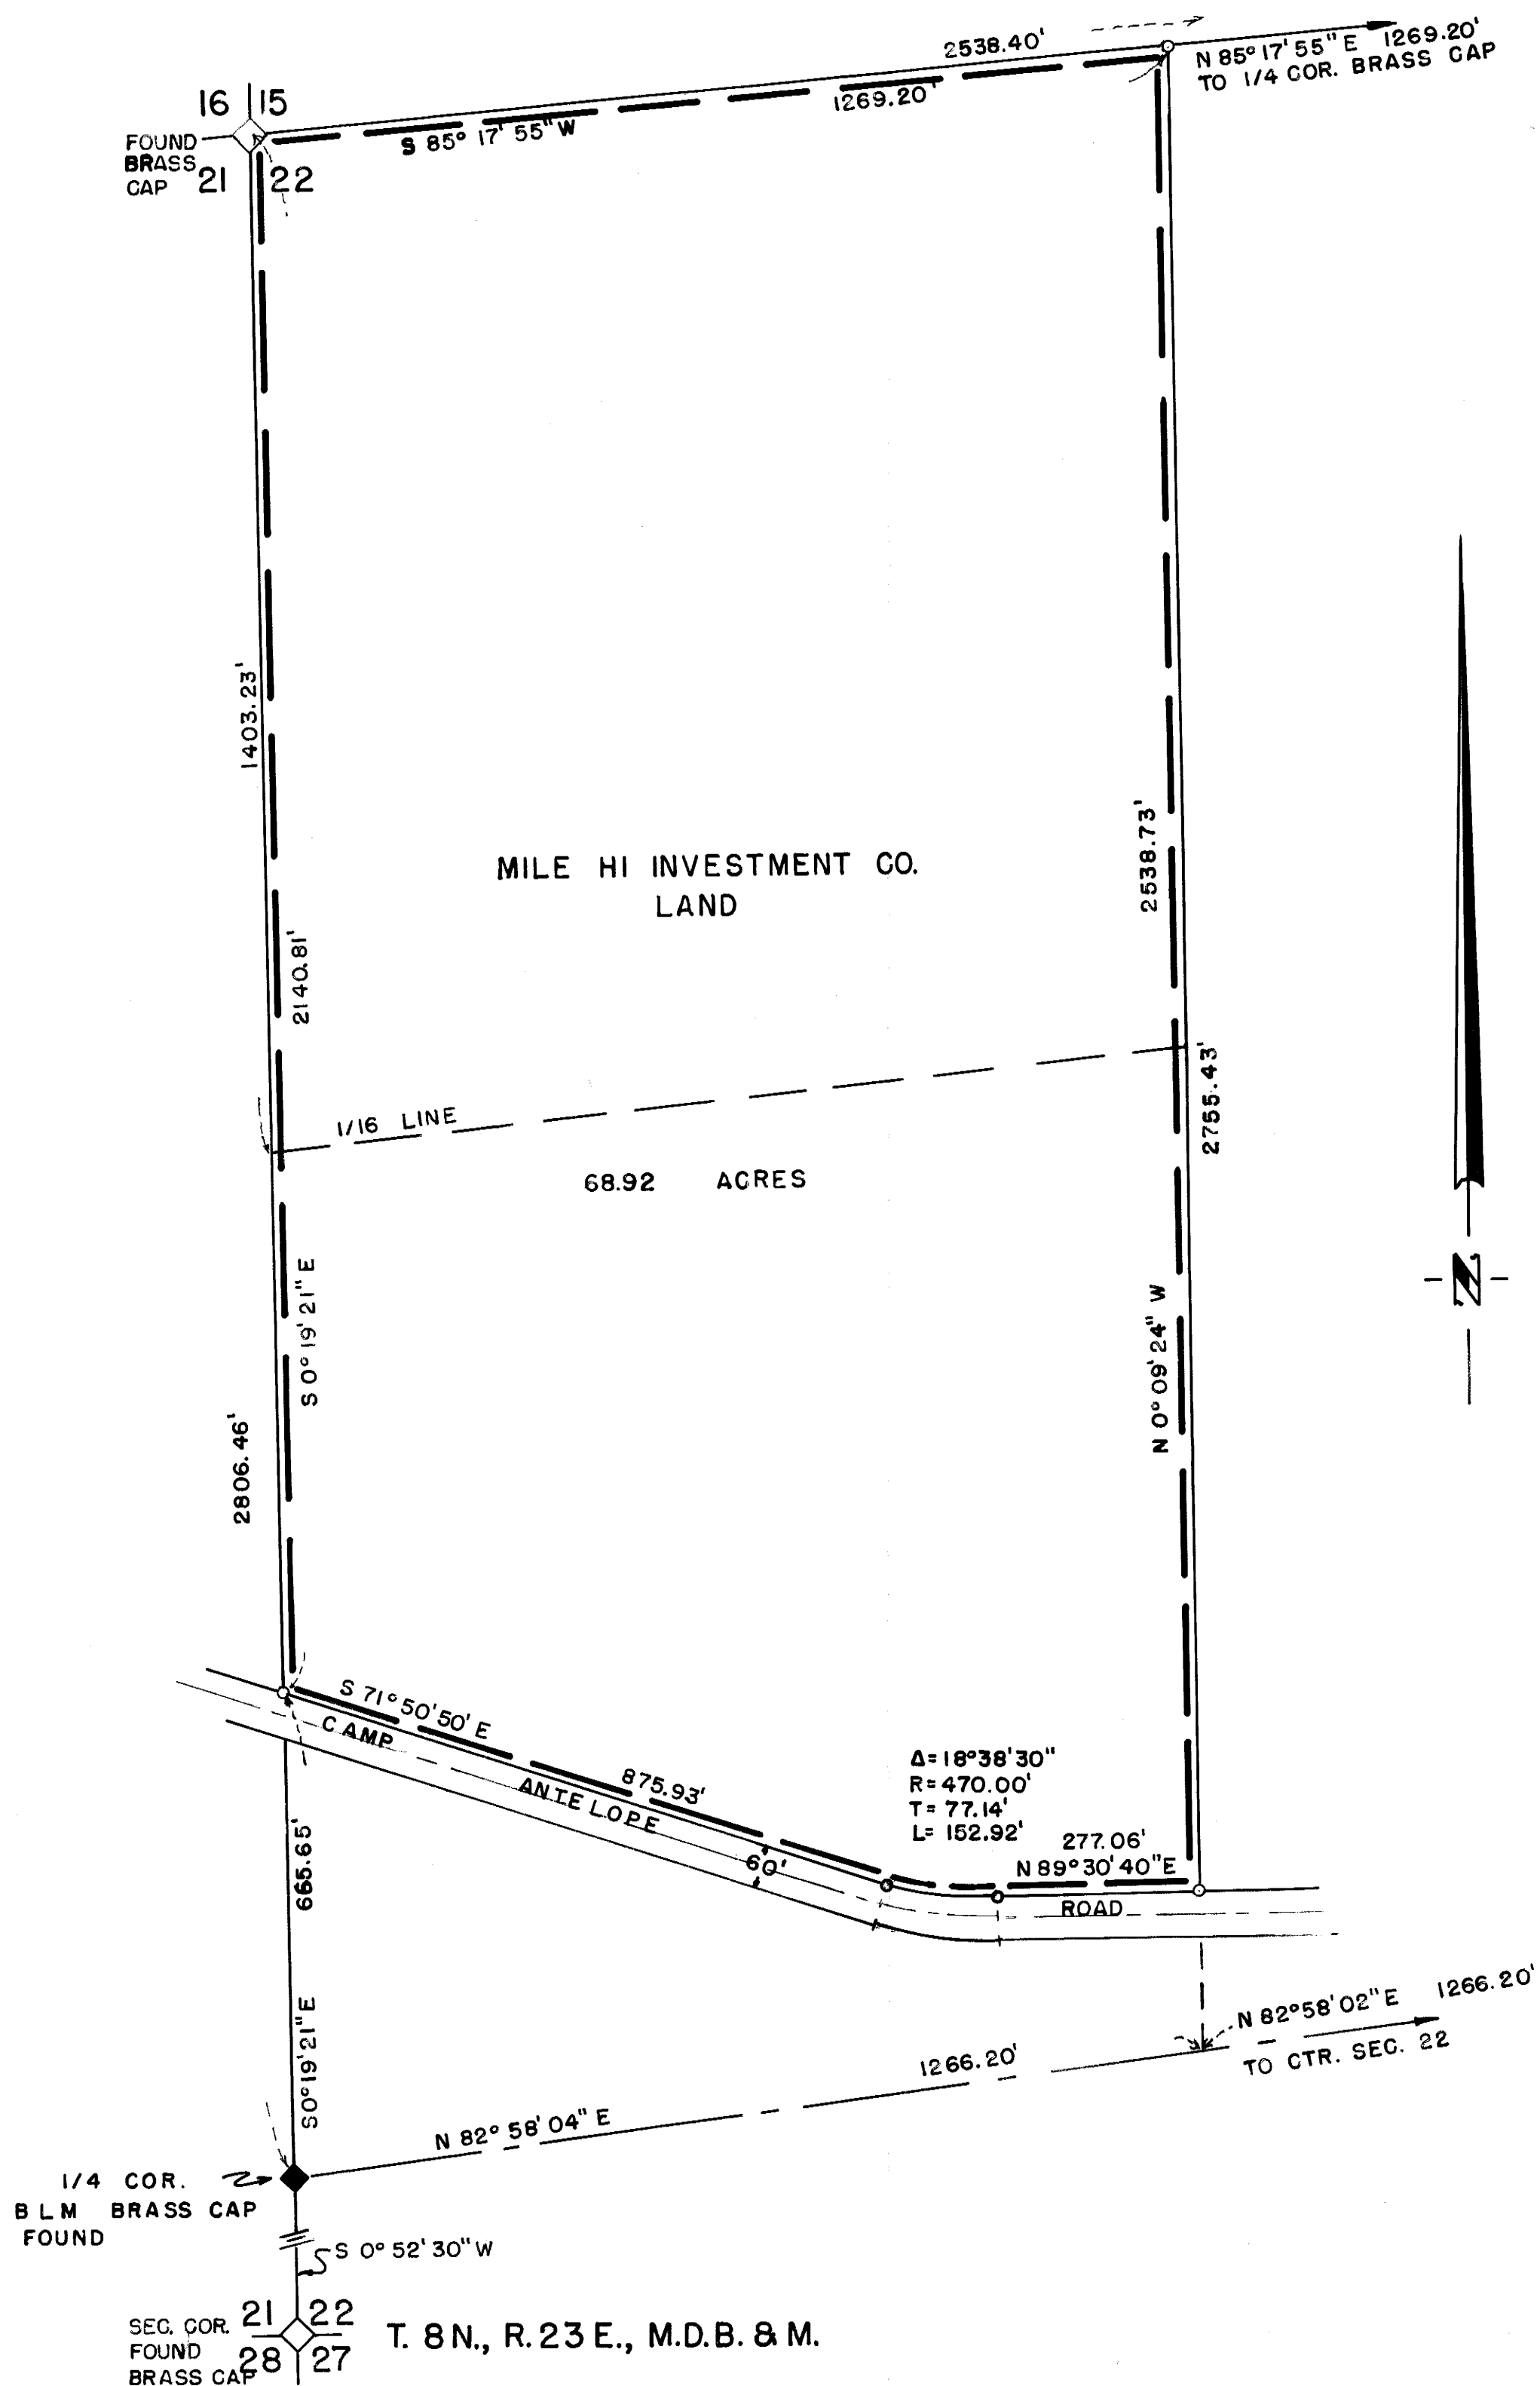 2538.40'
N 85° 17' 55" E 1269.20'
TO 1/4 COR. BRASS CAP
16 15
FOUND
BRASS
CAP
21 22
S 85° 17' 55" W
1269.20'
1403.23'
2140.81'
2538.73'
MILE HI INVESTMENT CO.
LAND
2755.43'
1/16 LINE
68.92 ACRES
S 0° 19' 21" E
N 0° 09' 24" W
N
2806.46'
S 71° 50' 50' E
CAMP
ANTELOPE
875.93'
60'
Δ = 18° 38' 30"
R = 470.00'
T = 77.14'
L = 152.92'
277.06'
N 89° 30' 40" E
ROAD
665.65'
S 0° 19' 21" E
N 82° 58' 02" E 1266.20'
TO CTR. SEC. 22
1266.20'
N 82° 58' 04" E
1/4 COR.
BLM BRASS CAP
FOUND
S 0° 52' 30" W
21 22
SEC. COR.
FOUND
BRASS CAP
28 27
T. 8 N., R. 23 E., M.D.B. & M.